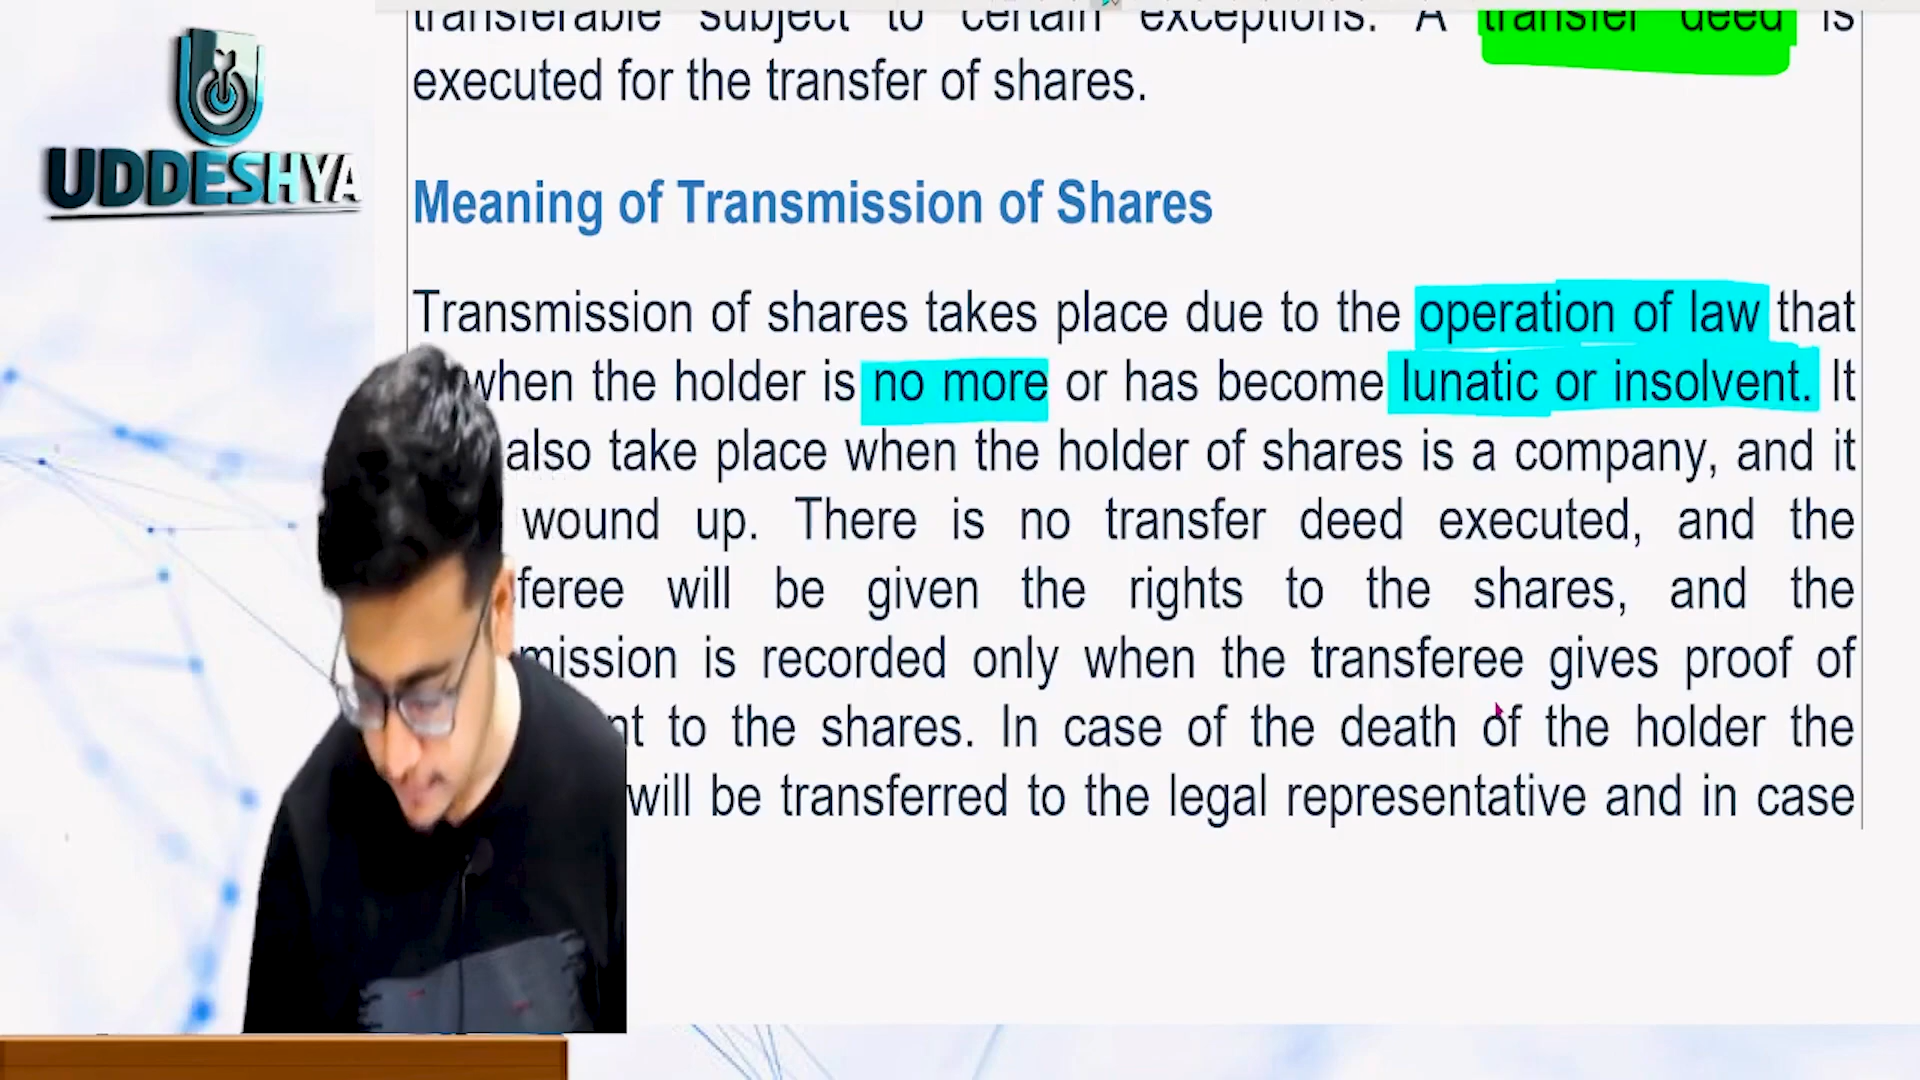 UDDESHYA
transferable subject to certain exceptions. A transfer deed is
executed for the transfer of shares.
Meaning of Transmission of Shares
Transmission of shares takes place due to the operation of law that
when the holder is no more or has become lunatic or insolvent. It
also take place when the holder of shares is a company, and it
wound up. There is no transfer deed executed, and the
feree will be given the rights to the shares, and the
mission is recorded only when the transferee gives proof of
nt to the shares. In case of the death of the holder the
will be transferred to the legal representative and in case